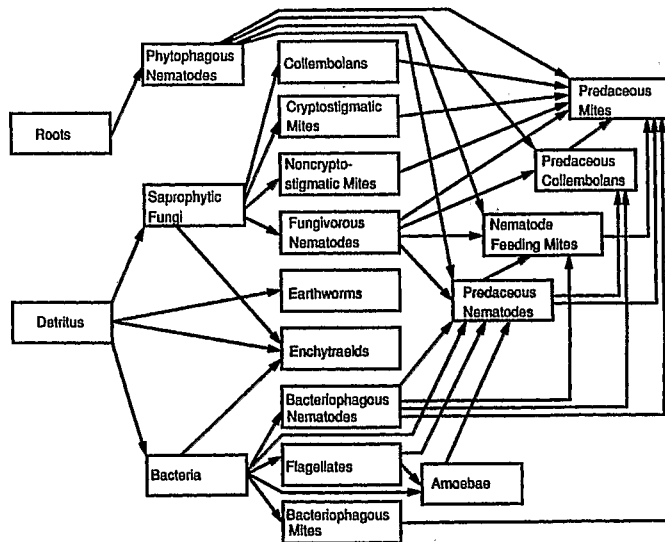 Phytophagous
Nematodes
Roots
Saprophytic
Fungi
Detritus
Bacteria
Collembolans
Cryptostigmatic
Mites
Noncrypto-
stigmatic Mites
Fungivorous
Nematodes
Earthworms
Enchytraeids
Bacteriophagous
Nematodes
Flagellates
Bacteriophagous
Mites
Amoebae
Predaceous
Mites
Predaceous
Collembolans
Nematode
Feeding Mites
Predaceous
Nematodes